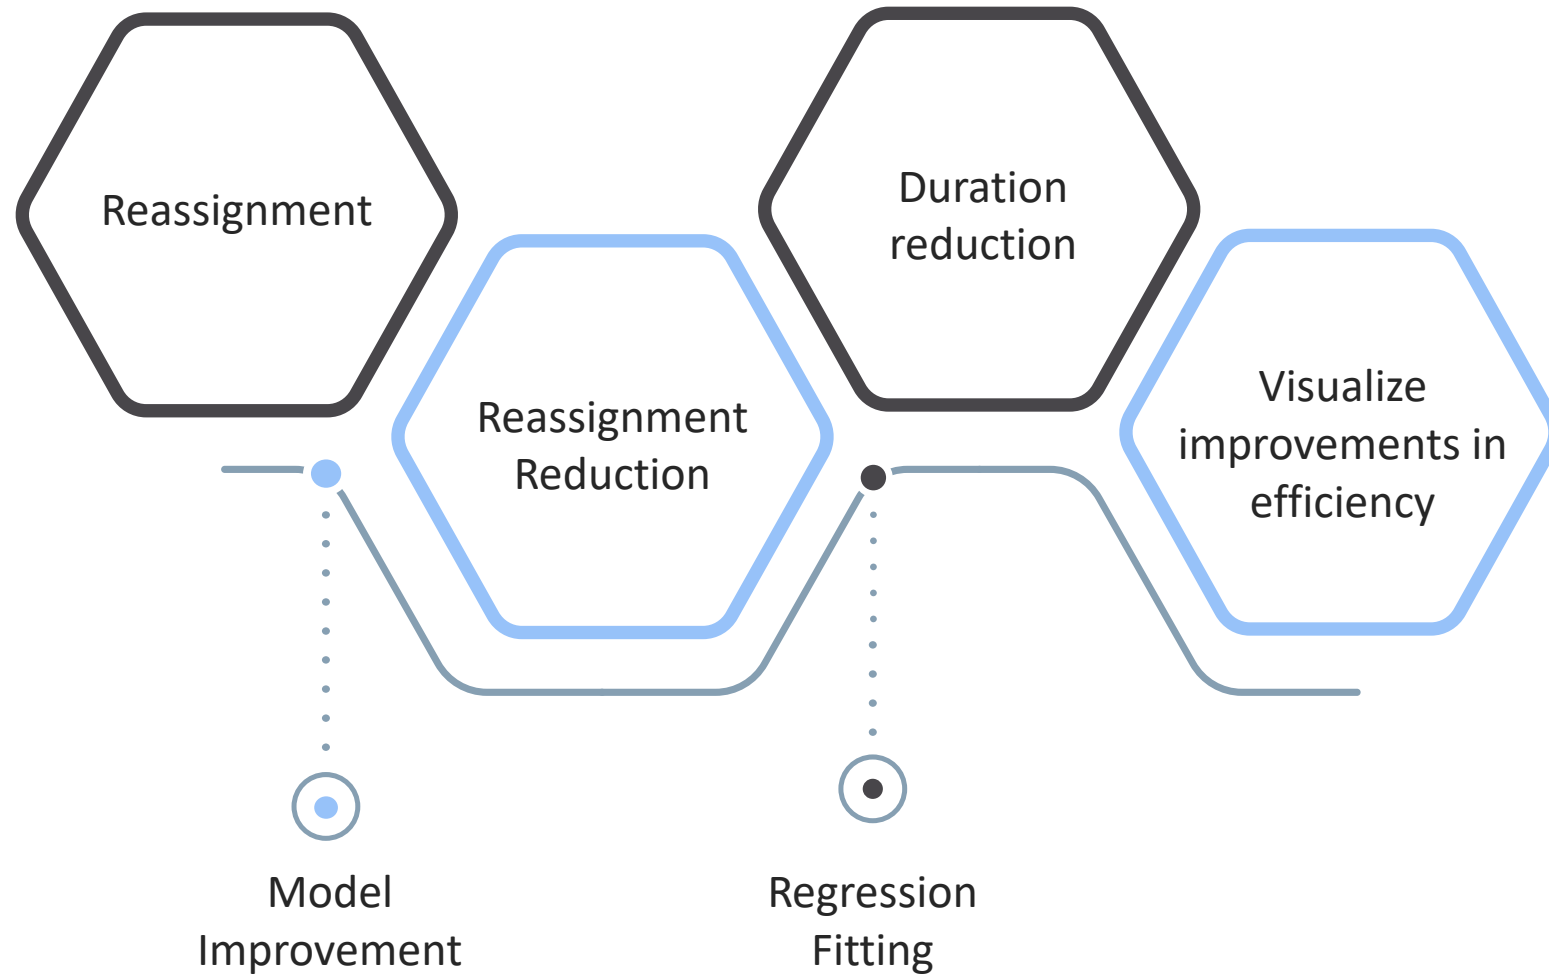 Reassignment
Reassignment
Reduction
Duration
reduction
Visualize
improvements in
efficiency
Model
Improvement
Regression
Fitting